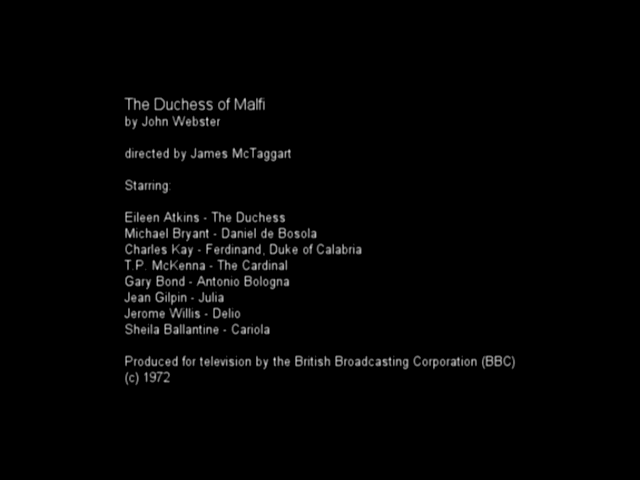 The Duchess of Malfi
by John Webster
directed by James McTaggart
Starring:
Eileen Atkins - The Duchess
Michael Bryant - Daniel de Bosola
Charles Kay - Ferdinand, Duke of Calabria
T.P. McKenna - The Cardinal
Gary Bond - Antonio Bologna
Jean Gilpin - Julia
Jerome Willis - Delio
Sheila Ballantine - Cariola
Produced for television by the British Broadcasting Corporation (BBC)
(c) 1972